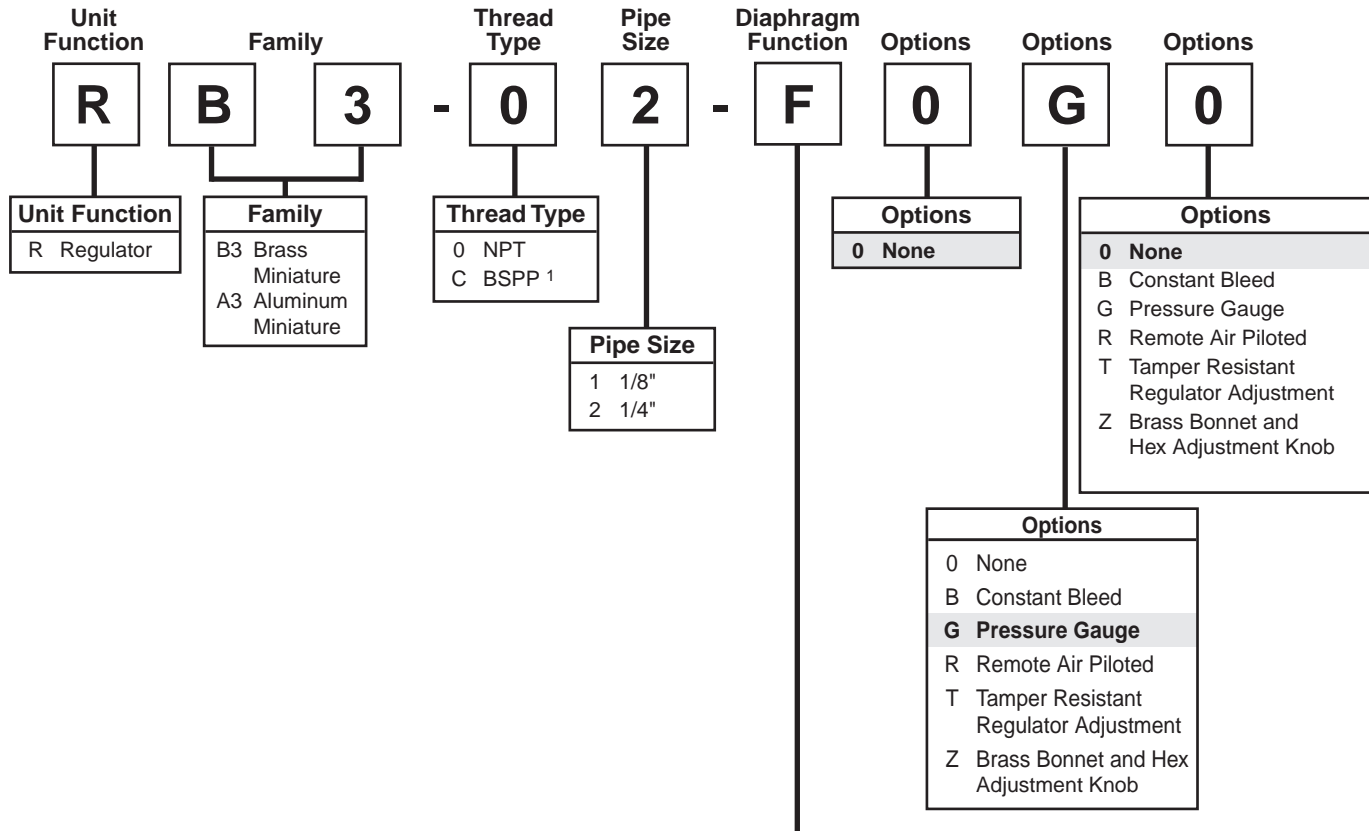 Unit Function
Family
Thread Type
Pipe Size
Diaphragm Function
Options
Options
Options
R B 3 - 0 2 - F 0 G 0
Unit Function
R Regulator
Family
B3 Brass
Miniature
A3 Aluminum
Miniature
Thread Type
0 NPT
C BSPP 1
Pipe Size
1 1/8"
2 1/4"
Options
0 None
Options
0 None
B Constant Bleed
G Pressure Gauge
R Remote Air Piloted
T Tamper Resistant
Regulator Adjustment
Z Brass Bonnet and
Hex Adjustment Knob
Options
0 None
B Constant Bleed
G Pressure Gauge
R Remote Air Piloted
T Tamper Resistant
Regulator Adjustment
Z Brass Bonnet and Hex
Adjustment Knob